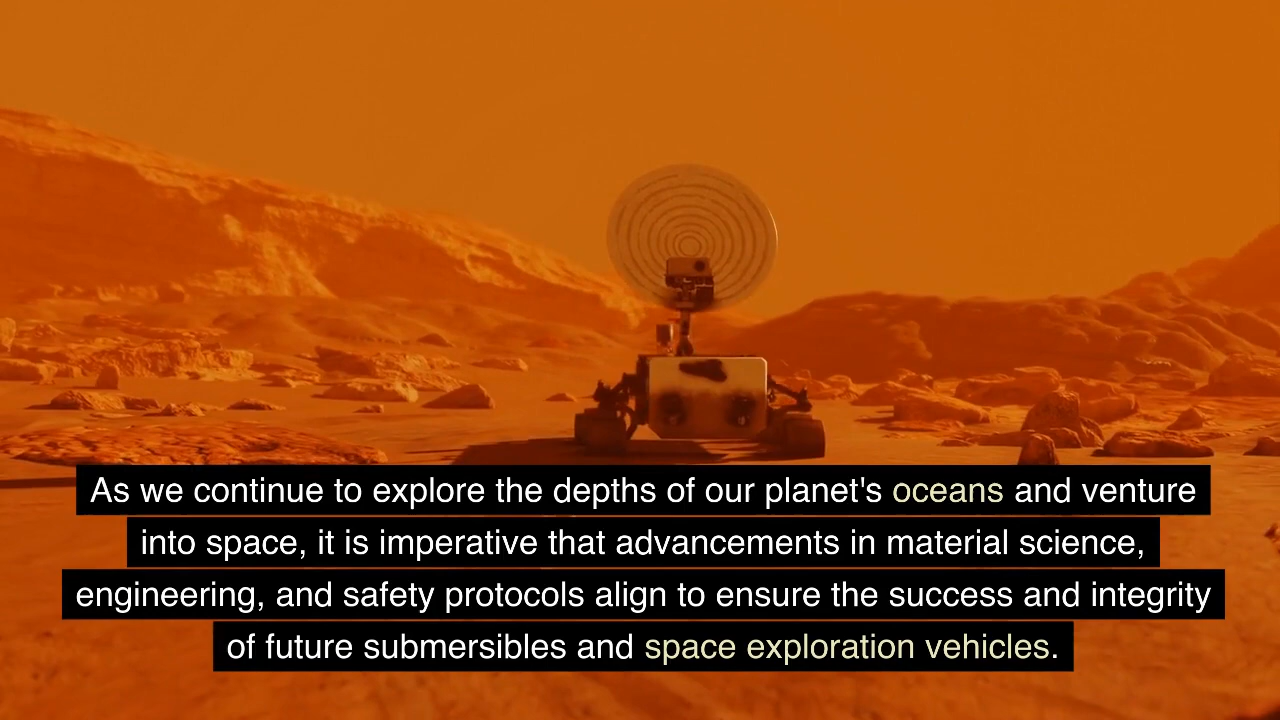 As we continue to explore the depths of our planet's oceans and venture
into space, it is imperative that advancements in material science,
engineering, and safety protocols align to ensure the success and integrity
of future submersibles and space exploration vehicles.